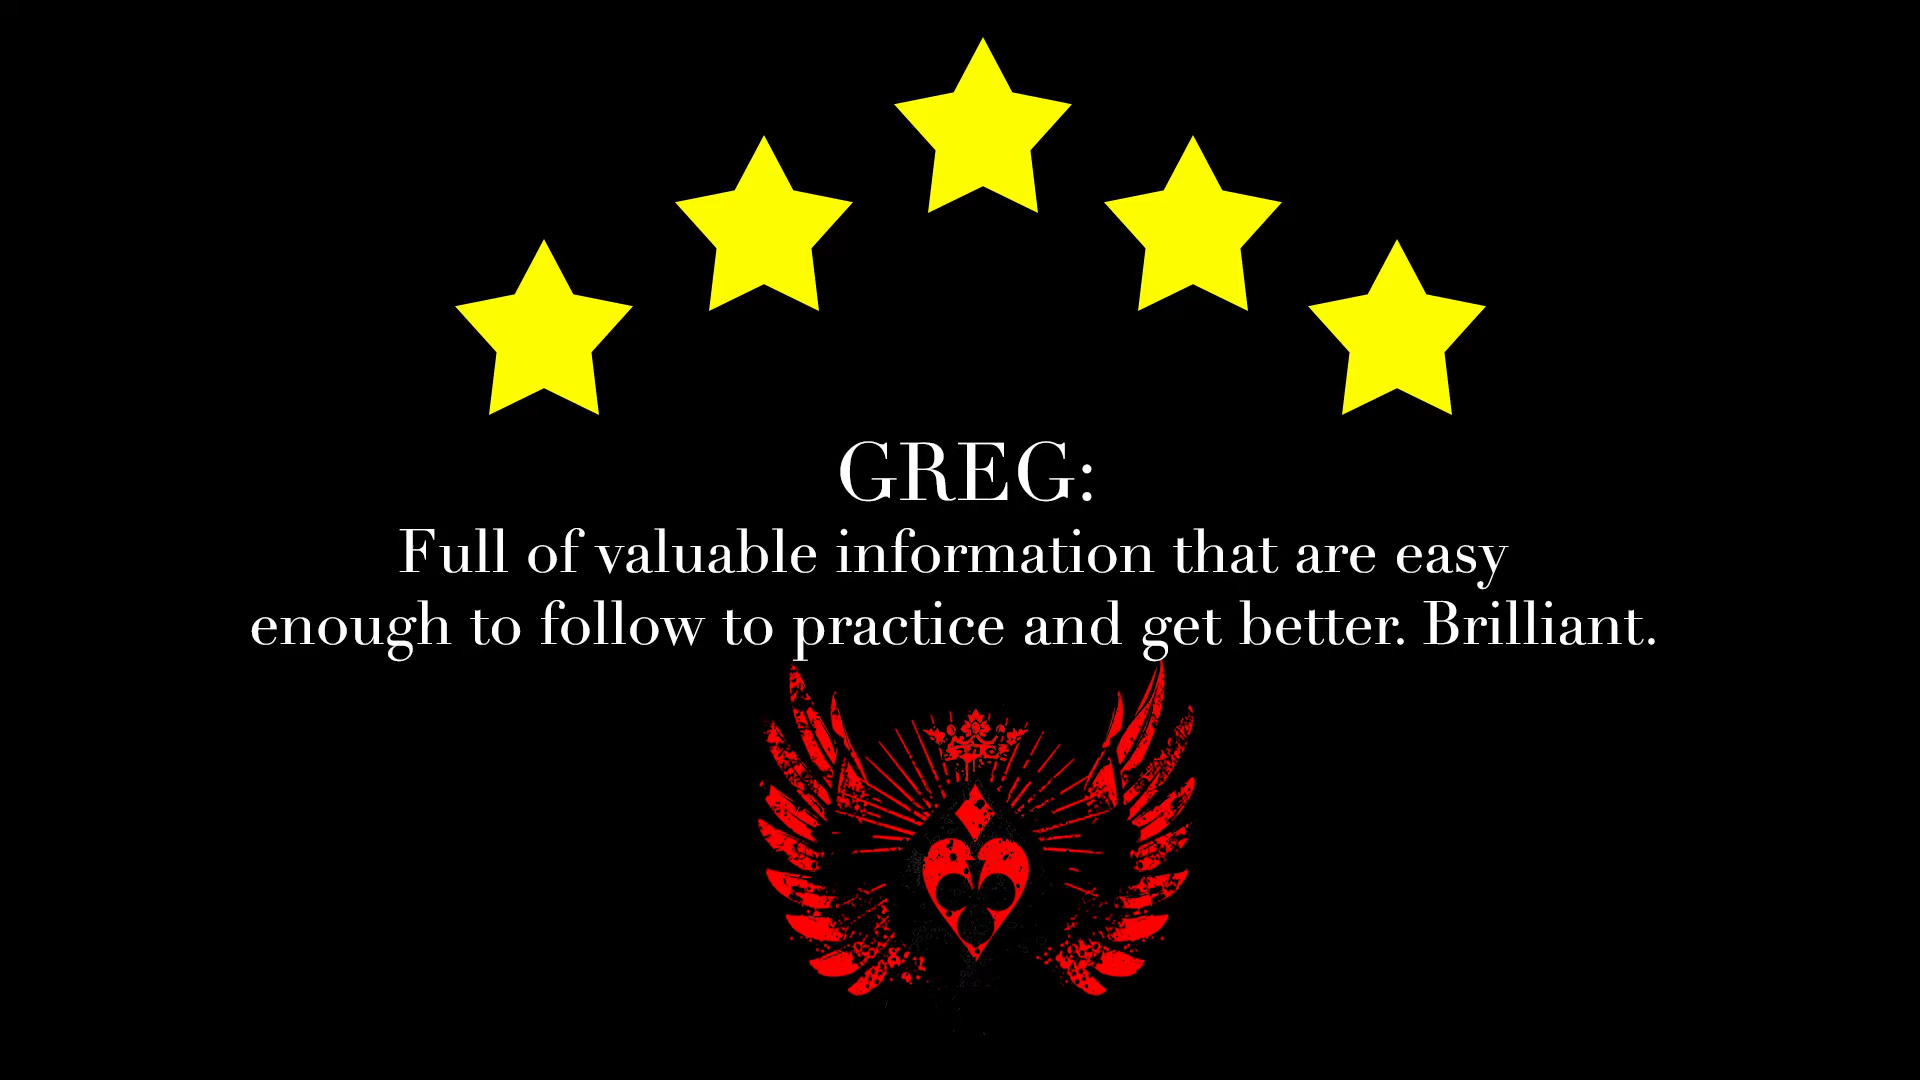 GREG:
Full of valuable information that are easy
enough to follow to practice and get better. Brilliant.